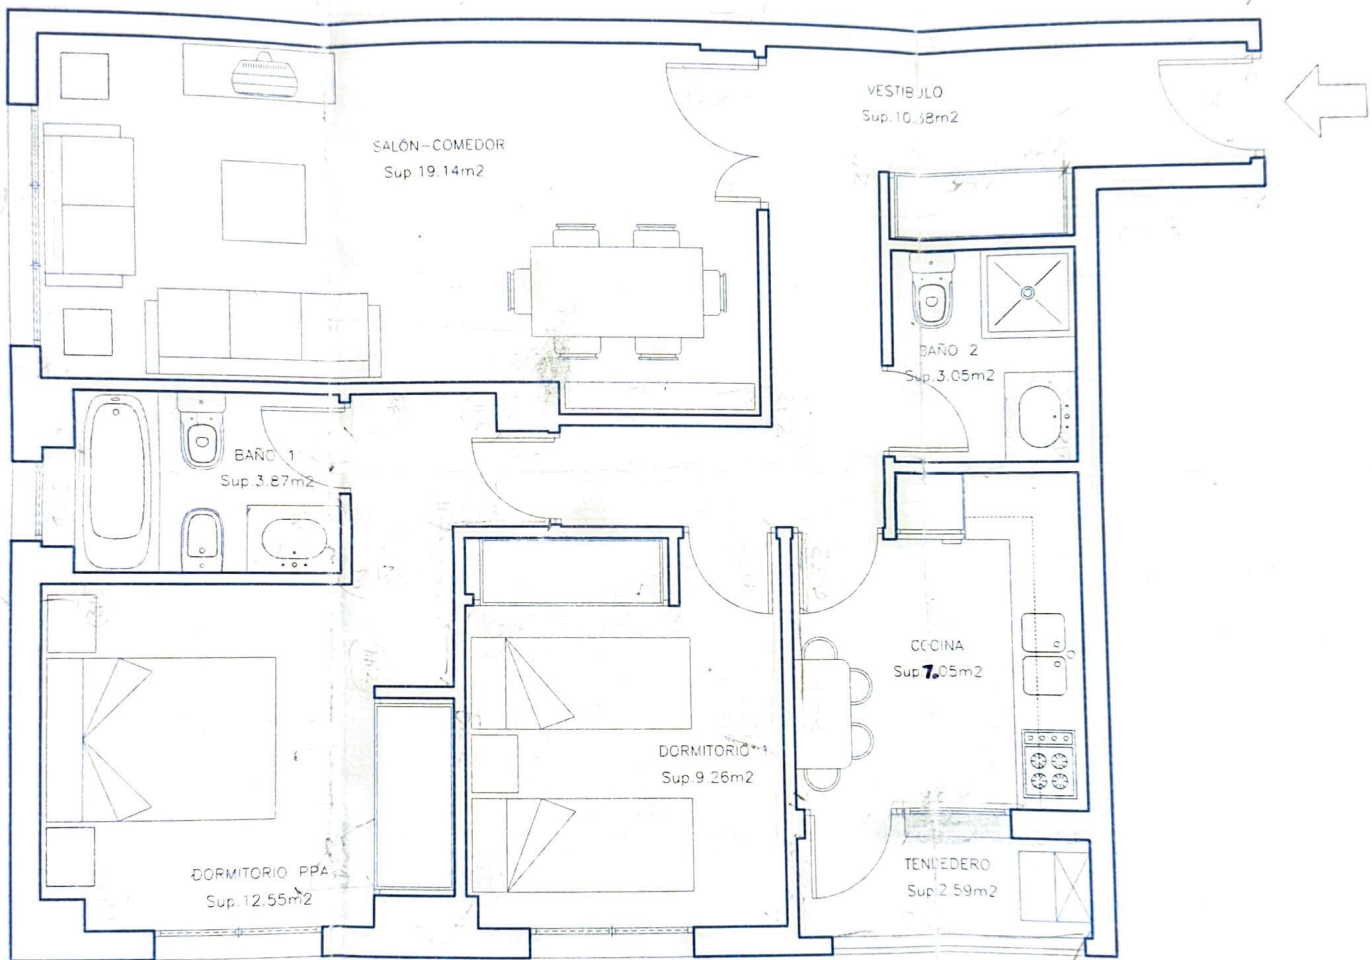 VESTIBULO
Sup.10.38m2
SALÓN-COMEDOR
Sup.19.14m2
BAÑO 2
Sup.3.05m2
BAÑO 1
Sup.3.87m2
COCINA
Sup.7.05m2
DORMITORIO 1
Sup.9.26m2
DORMITORIO PPAL
Sup.12.55m2
TENDEDERO
Sup.2.59m2